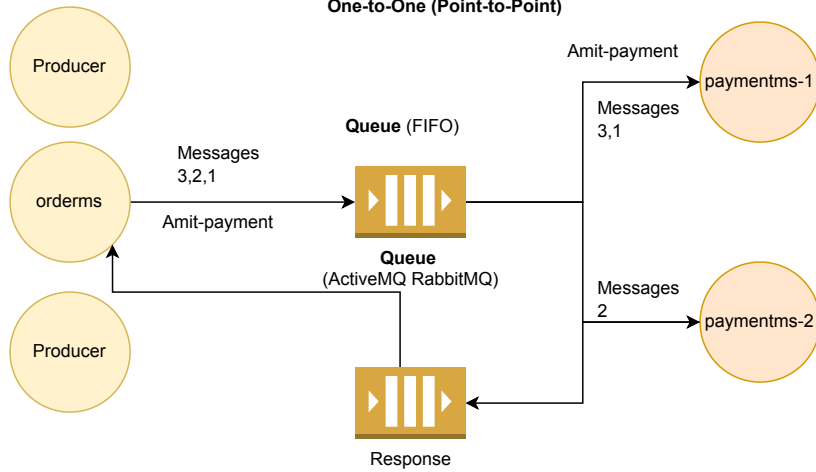 One-to-One (Point-to-Point)
Producer
Amit-payment
paymentms-1
Queue (FIFO)
Messages
3,1
Messages
3,2,1
orderms
Amit-payment
Queue
(ActiveMQ RabbitMQ)
Messages
2
paymentms-2
Producer
Response